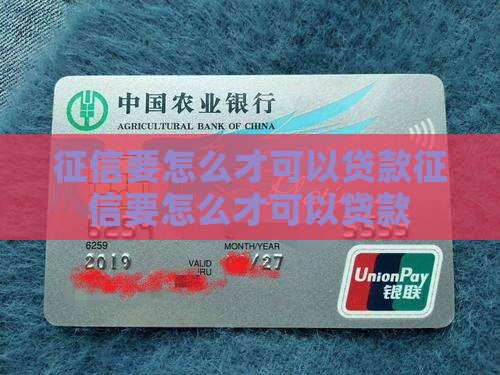 中国农业银行
AGRICULTURAL BANK OF CHINA
征信要怎么才可以贷款征
信要怎么才可以贷款
6259
MONTH/YEAR
2019
VALID
/27
UnionPay
银联